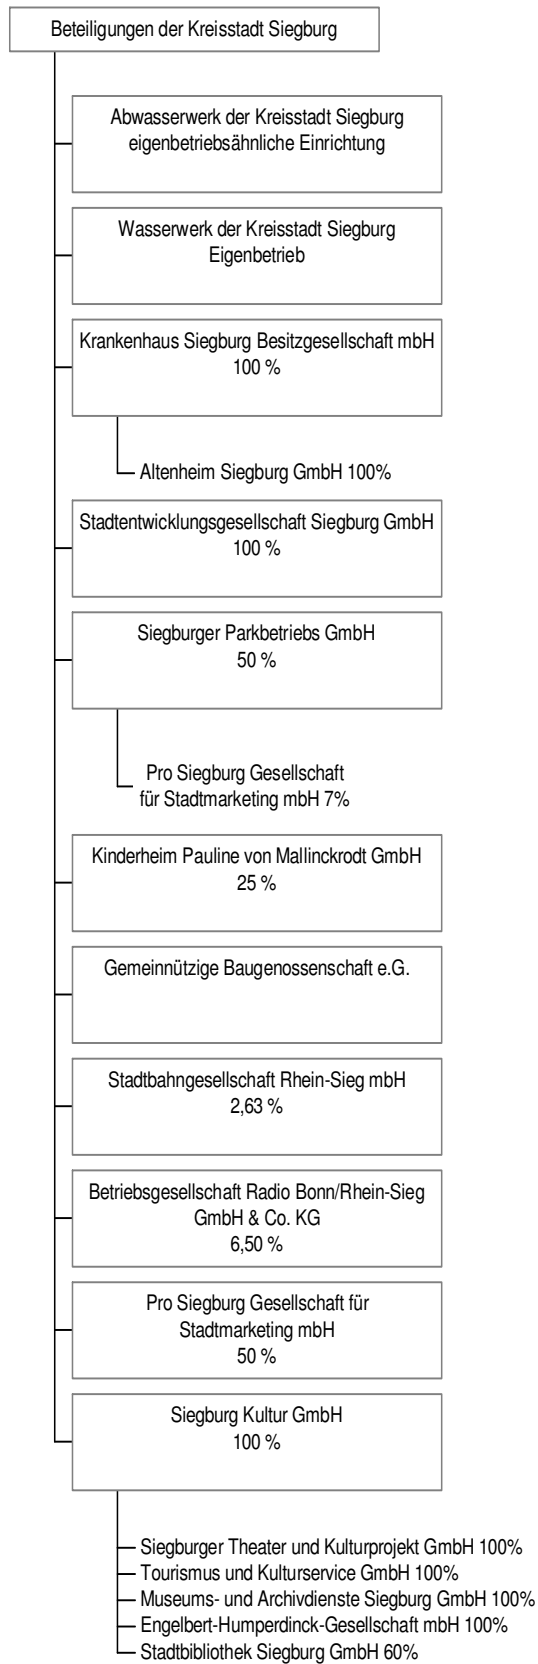 Beteiligungen der Kreisstadt Siegburg
Abwasserwerk der Kreisstadt Siegburg
eigenbetriebsähnliche Einrichtung
Wasserwerk der Kreisstadt Siegburg
Eigenbetrieb
Krankenhaus Siegburg Besitzgesellschaft mbH
100 %
Altenheim Siegburg GmbH 100%
Stadtentwicklungsgesellschaft Siegburg GmbH
100 %
Siegburger Parkbetriebs GmbH
50 %
Pro Siegburg Gesellschaft
für Stadtmarketing mbH 7%
Kinderheim Pauline von Mallinckrodt GmbH
25 %
Gemeinnützige Baugenossenschaft e.G.
Stadtbahngesellschaft Rhein-Sieg mbH
2,63 %
Betriebsgesellschaft Radio Bonn/Rhein-Sieg
GmbH & Co. KG
6,50 %
Pro Siegburg Gesellschaft für
Stadtmarketing mbH
50 %
Siegburg Kultur GmbH
100 %
Siegburger Theater und Kulturprojekt GmbH 100%
Tourismus und Kulturservice GmbH 100%
Museums- und Archivdienste Siegburg GmbH 100%
Engelbert-Humperdinck-Gesellschaft mbH 100%
Stadtbibliothek Siegburg GmbH 60%